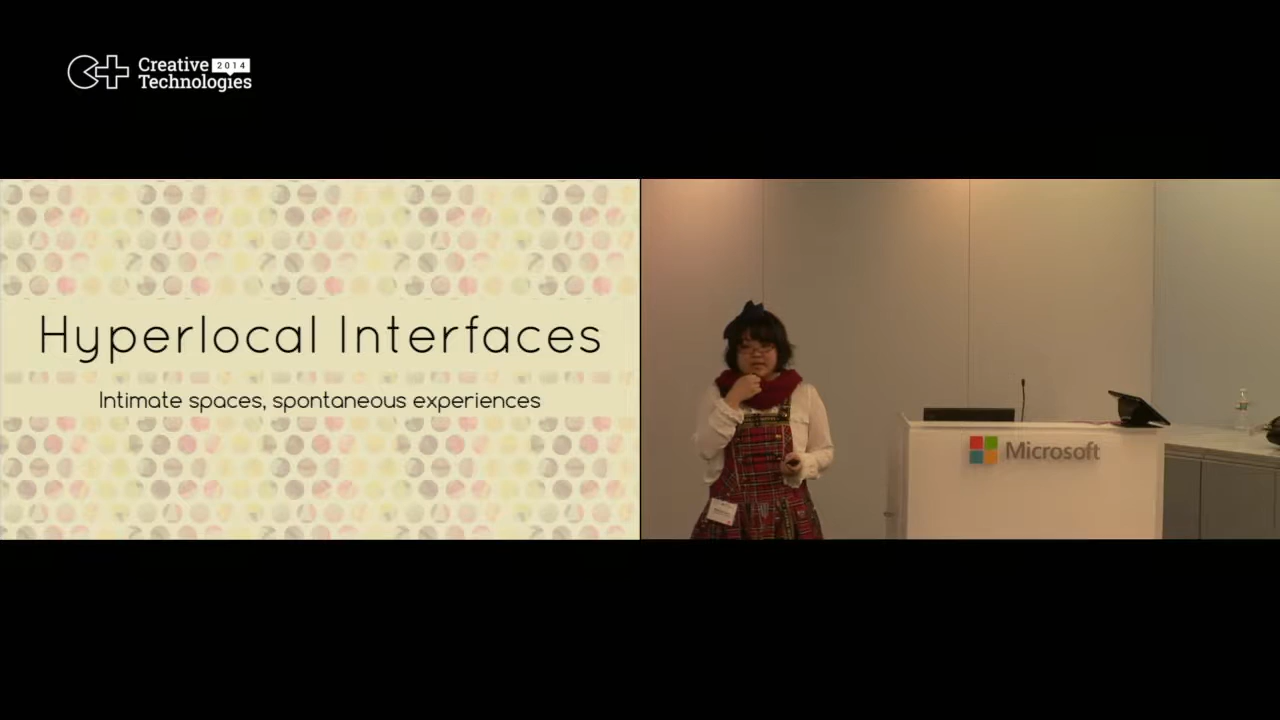 Creative 2014
Technologies
Hyperlocal Interfaces
Intimate spaces, spontaneous experiences
Microsoft